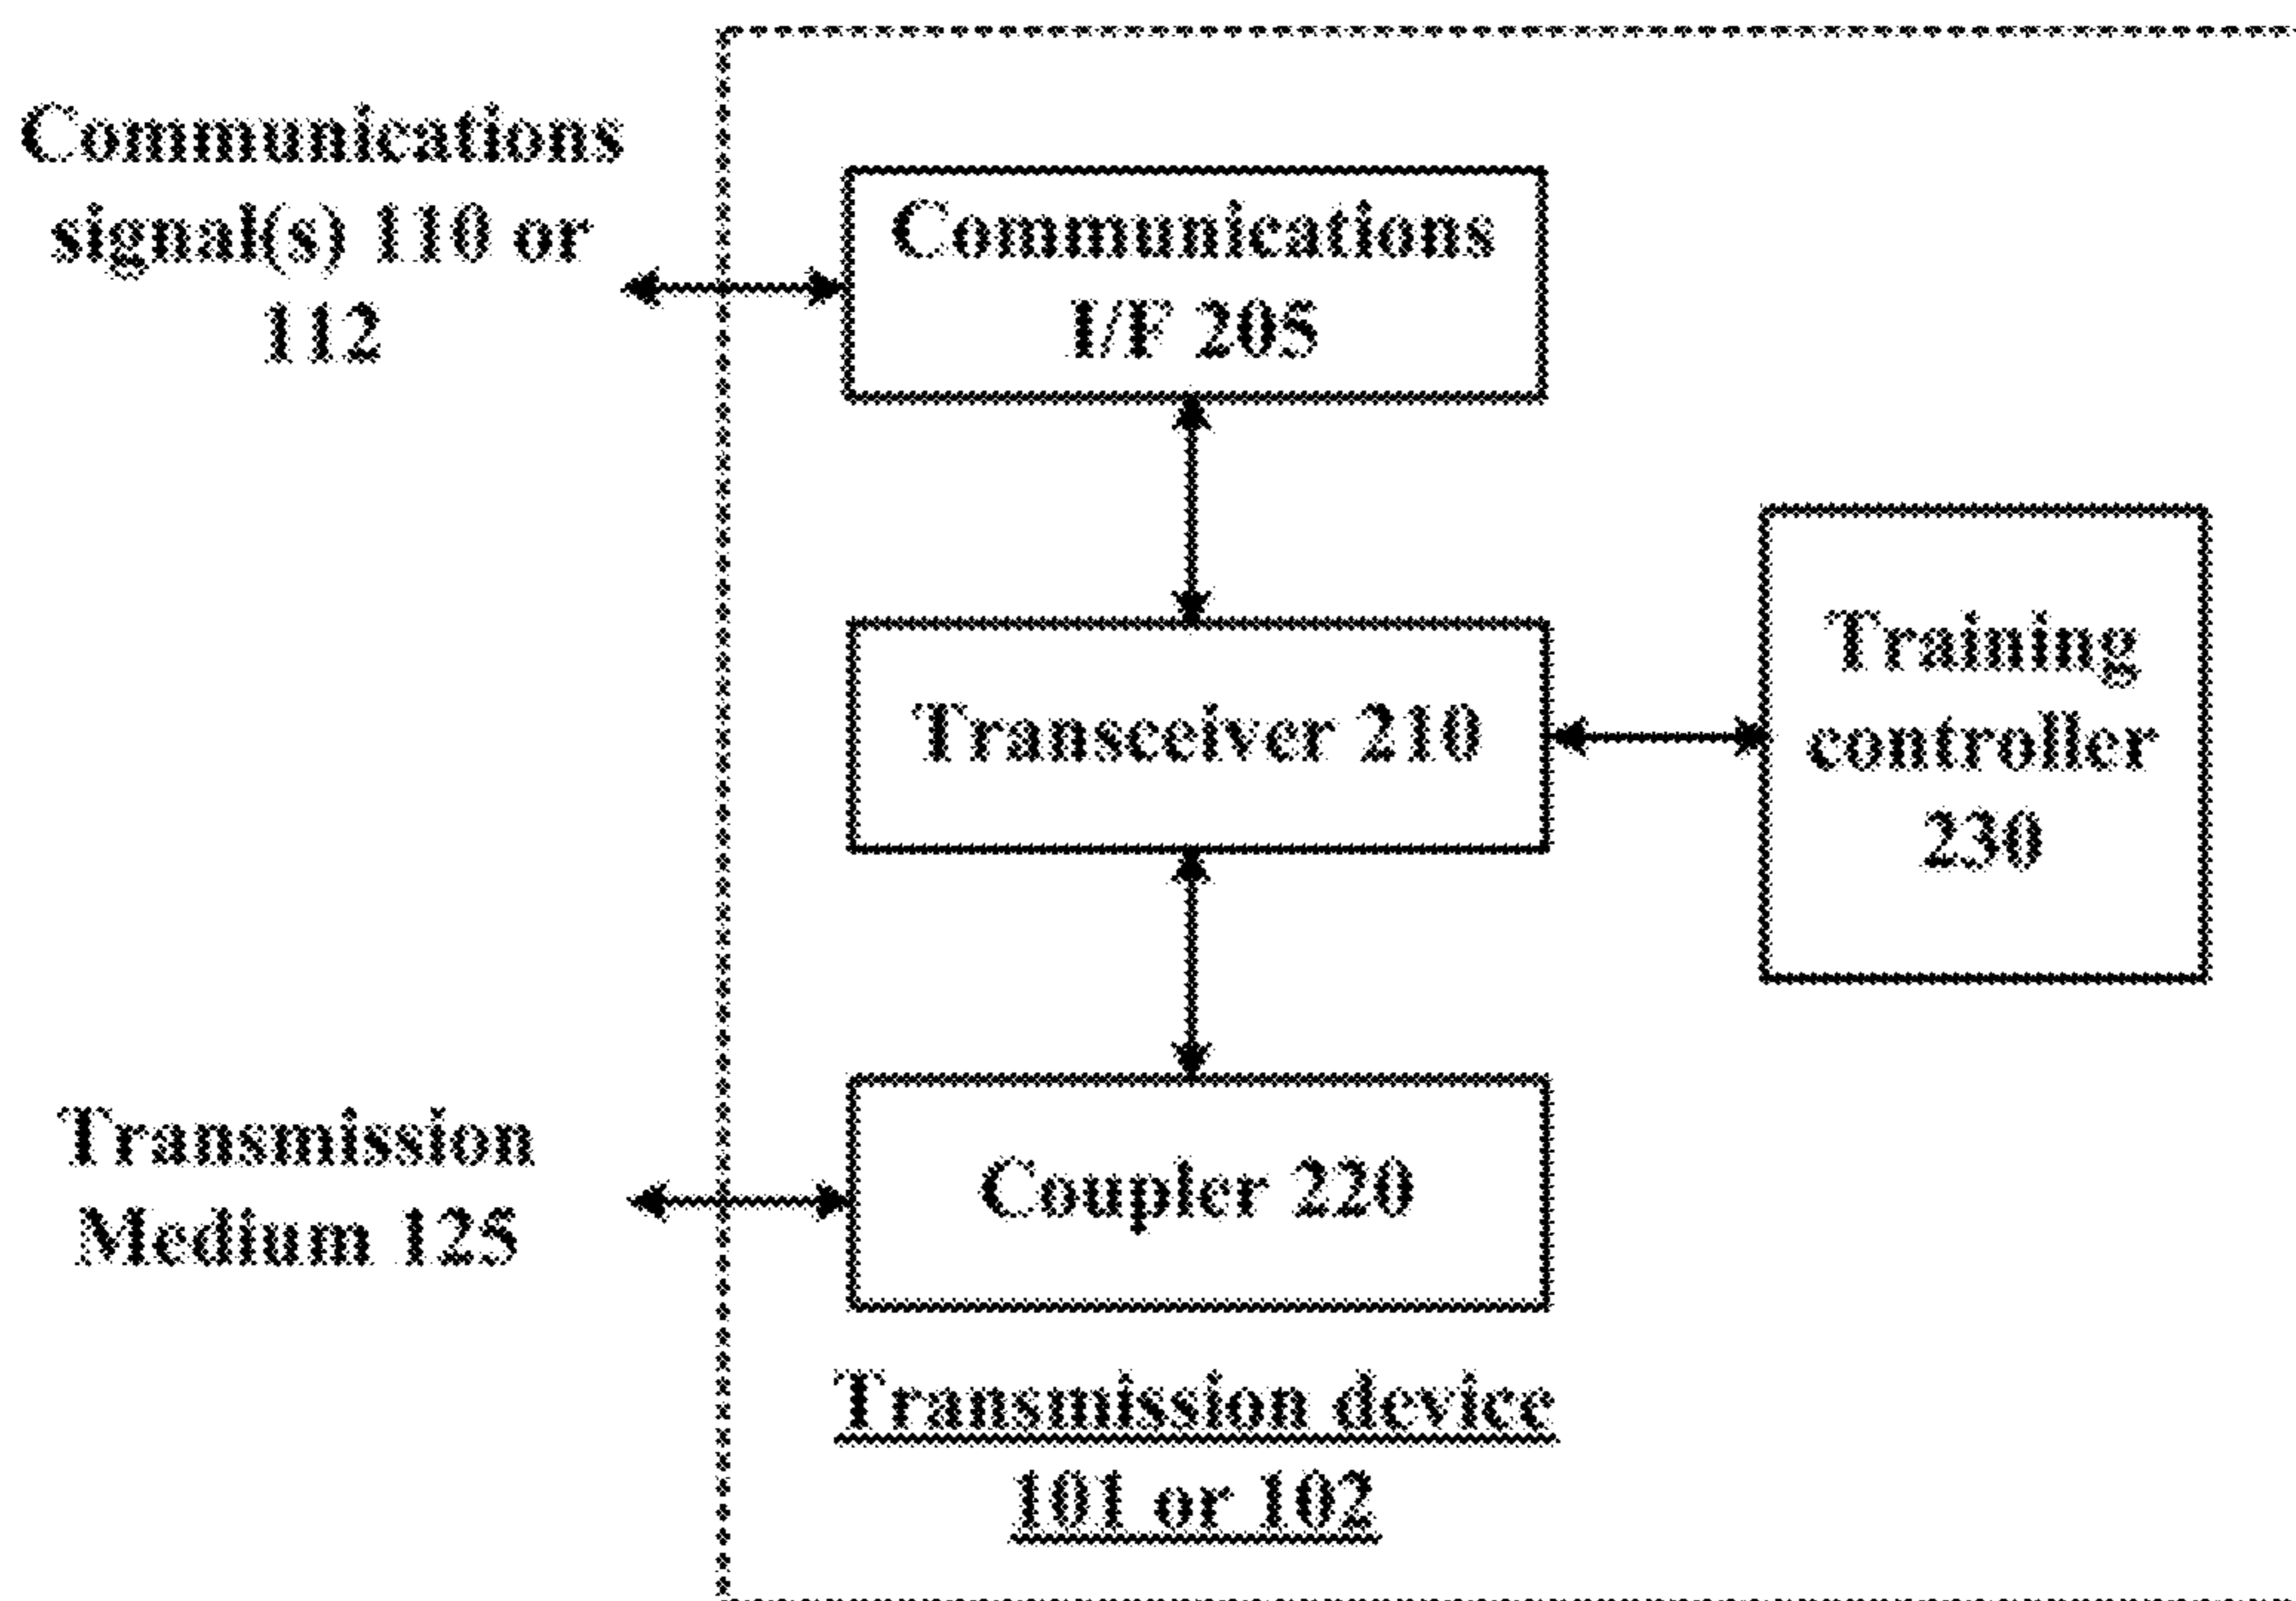 Communications
signal(s) 110 or
112
Communications
I/F 205
Transceiver 210
Training
controller
230
Transmission
Medium 125
Coupler 220
Transmission device
101 or 102